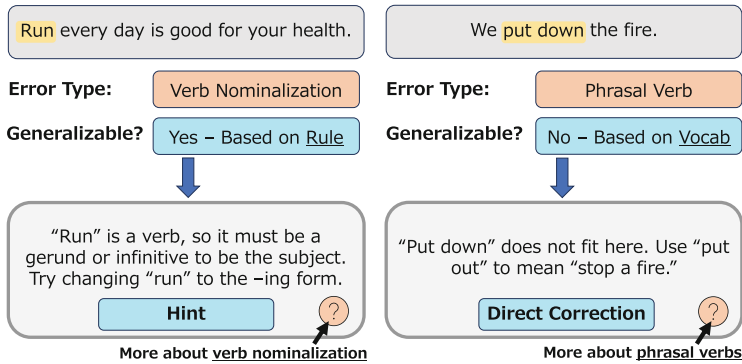 Run every day is good for your health.
Error Type:
Verb Nominalization
Generalizable?
Yes – Based on Rule
“Run” is a verb, so it must be a
gerund or infinitive to be the subject.
Try changing “run” to the –ing form.
Hint
?
More about verb nominalization
We put down the fire.
Error Type:
Phrasal Verb
Generalizable?
No – Based on Vocab
“Put down” does not fit here. Use “put
out” to mean “stop a fire.”
Direct Correction
?
More about phrasal verbs